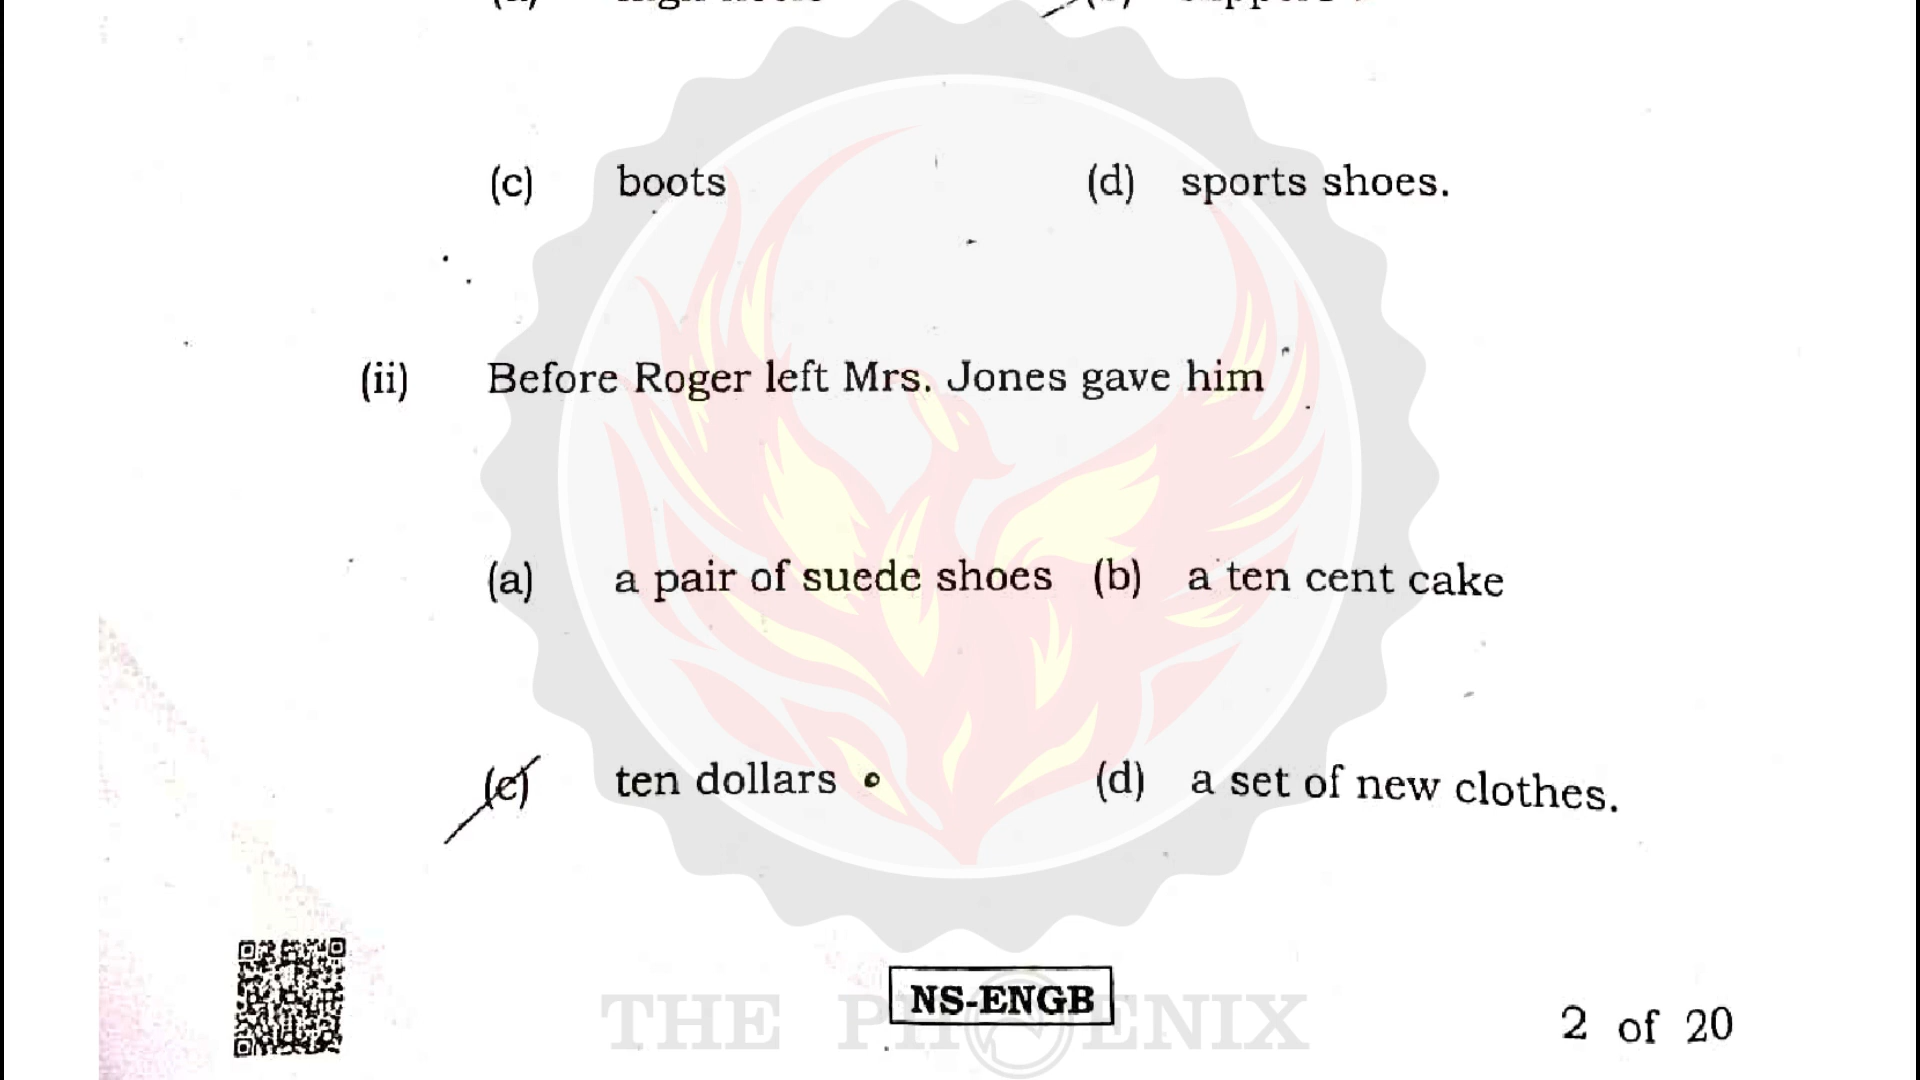 (c) boots (d) sports shoes.
(ii) Before Roger left Mrs. Jones gave him
(a) a pair of suede shoes (b) a ten cent cake
(c) ten dollars (d) a set of new clothes.
NS-ENGB
THE PHOENIX
2 of 20